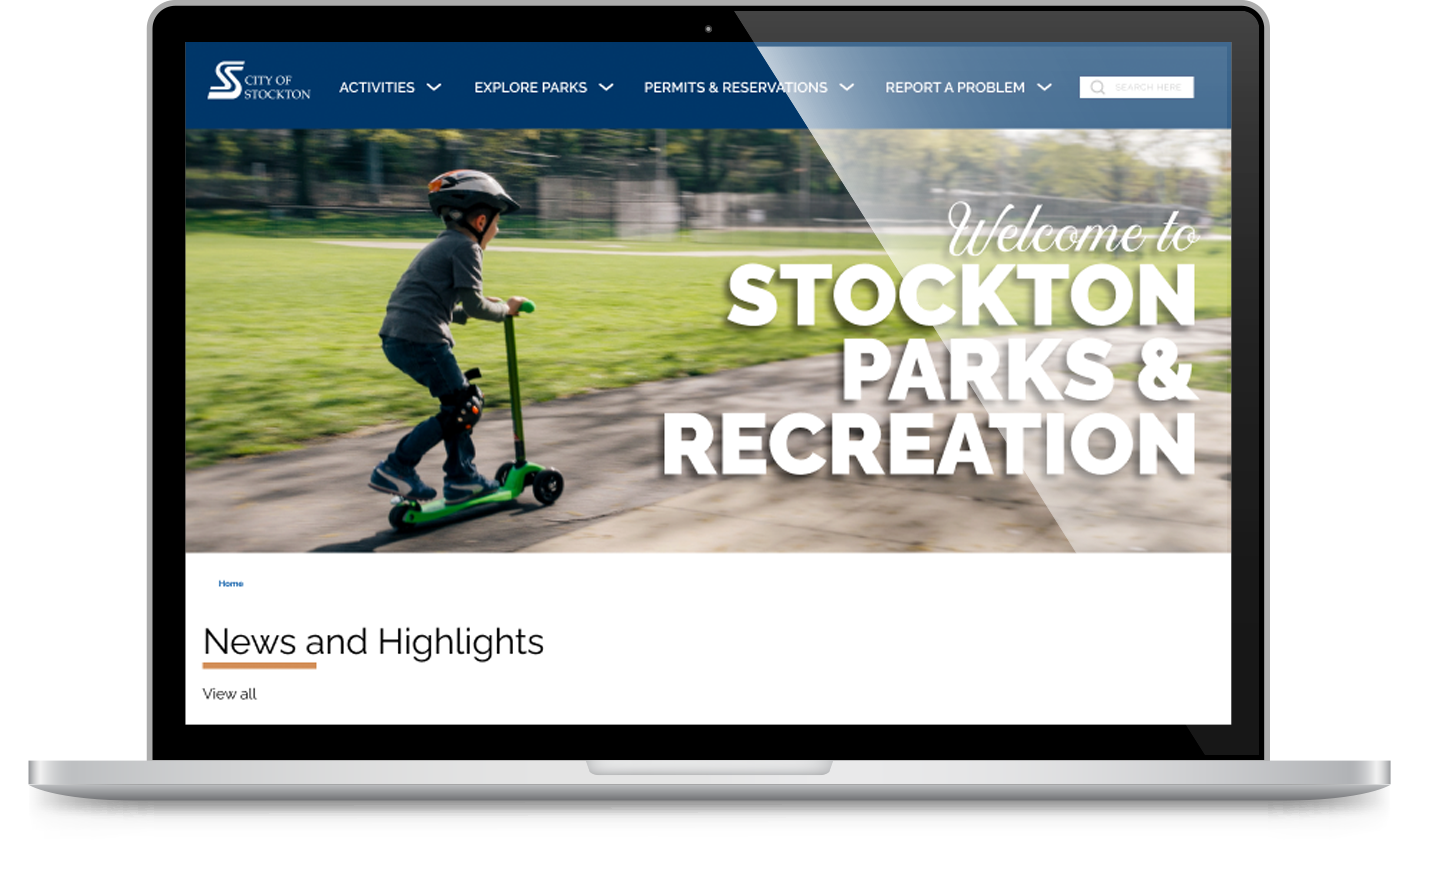 CITY OF
STOCKTON
ACTIVITIES
EXPLORE PARKS
PERMITS & RESERVATIONS
REPORT A PROBLEM
SEARCH HERE
Welcome to
STOCKTON
PARKS &
RECREATION
Home
News and Highlights
View all